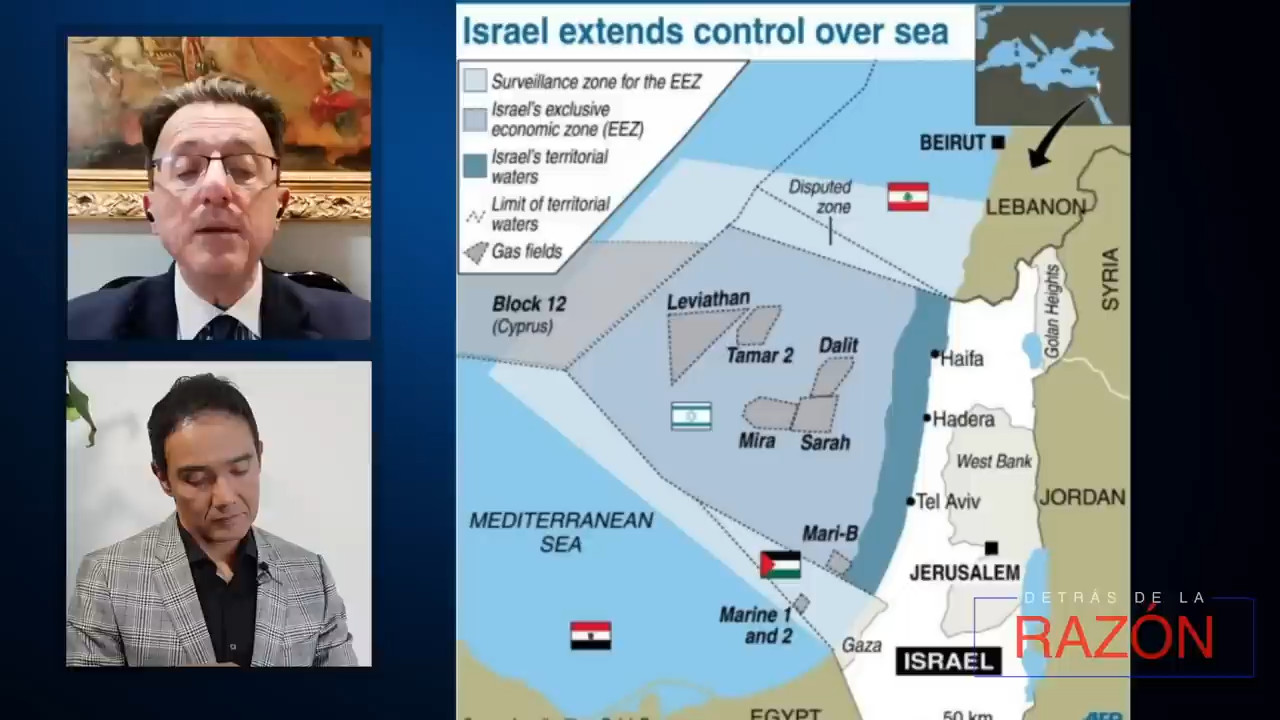 Israel extends control over sea
Surveillance zone for the EEZ
Israel's exclusive
economic zone (EEZ)
Israel's territorial
waters
Limit of territorial
waters
Gas fields
BEIRUT
Disputed
zone
LEBANON
SYRIA
Golan Heights
Block 12
(Cyprus)
Leviathan
Tamar 2
Dalit
Haifa
Mira
Sarah
Hadera
West Bank
Tel Aviv
JORDAN
MEDITERRANEAN
SEA
Mari-B
JERUSALEM
Marine 1
and 2
Gaza
ISRAEL
DETRÁS DE LA
RAZÓN
EGYPT
50 km
AFP